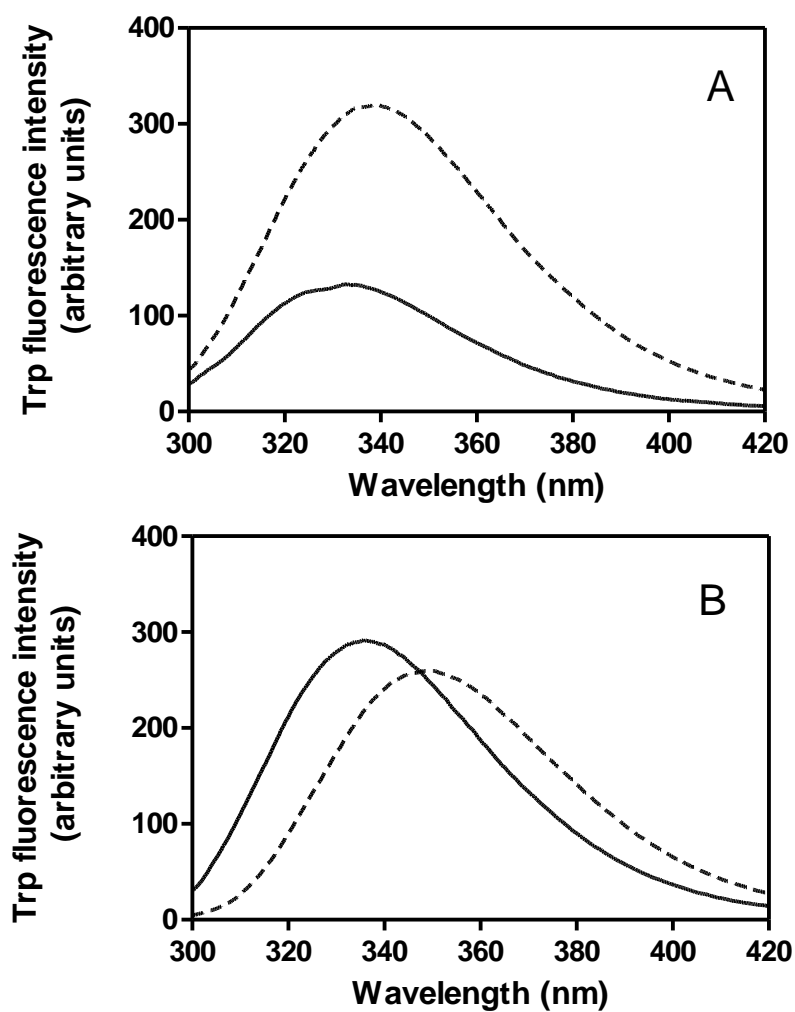 Trp fluorescence intensity
(arbitrary units)
400
300
200
100
0
A
300 320 340 360 380 400 420
Wavelength (nm)
Trp fluorescence intensity
(arbitrary units)
400
300
200
100
0
B
300 320 340 360 380 400 420
Wavelength (nm)